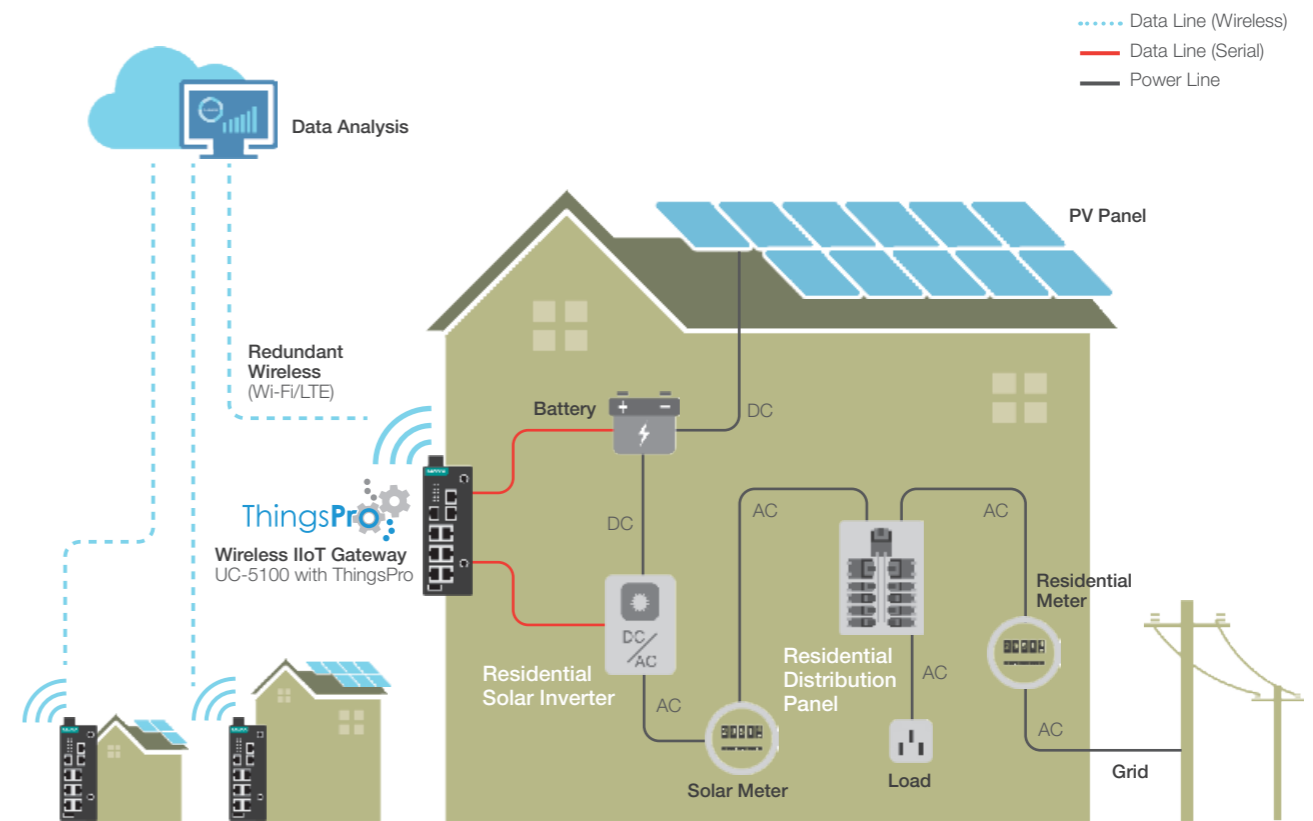 Data Line (Wireless)
Data Line (Serial)
Power Line
Data Analysis
PV Panel
Redundant
Wireless
(Wi-Fi/LTE)
Battery
DC
ThingsPro
Wireless IIoT Gateway
UC-5100 with ThingsPro
DC
AC
AC
Residential
Meter
DC/AC
Residential
Solar Inverter
Residential
Distribution
Panel
AC
AC
AC
Solar Meter
Load
Grid